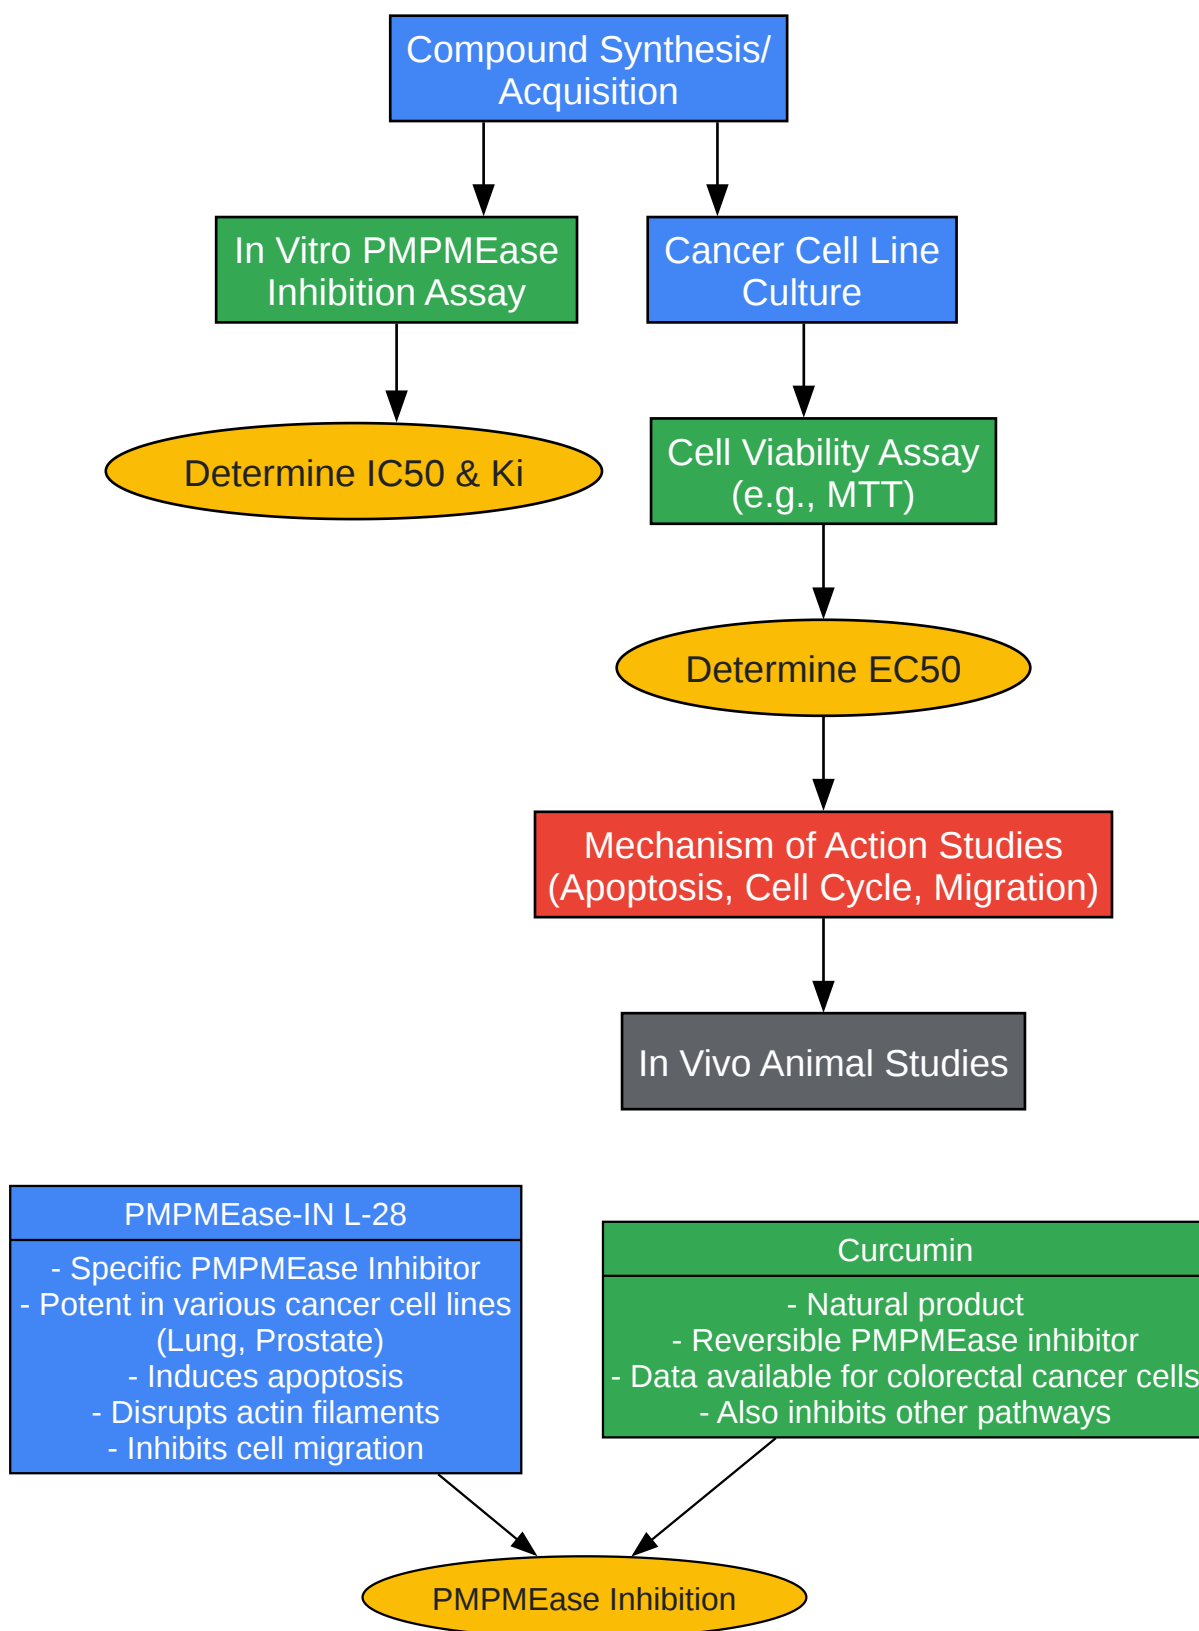 Compound Synthesis/
Acquisition
In Vitro PMPMEase
Inhibition Assay
Cancer Cell Line
Culture
Determine IC50 & Ki
Cell Viability Assay
(e.g., MTT)
Determine EC50
Mechanism of Action Studies
(Apoptosis, Cell Cycle, Migration)
In Vivo Animal Studies
PMPMEase-IN L-28
- Specific PMPMEase Inhibitor
- Potent in various cancer cell lines
(Lung, Prostate)
- Induces apoptosis
- Disrupts actin filaments
- Inhibits cell migration
Curcumin
- Natural product
- Reversible PMPMEase inhibitor
- Data available for colorectal cancer cells
- Also inhibits other pathways
PMPMEase Inhibition